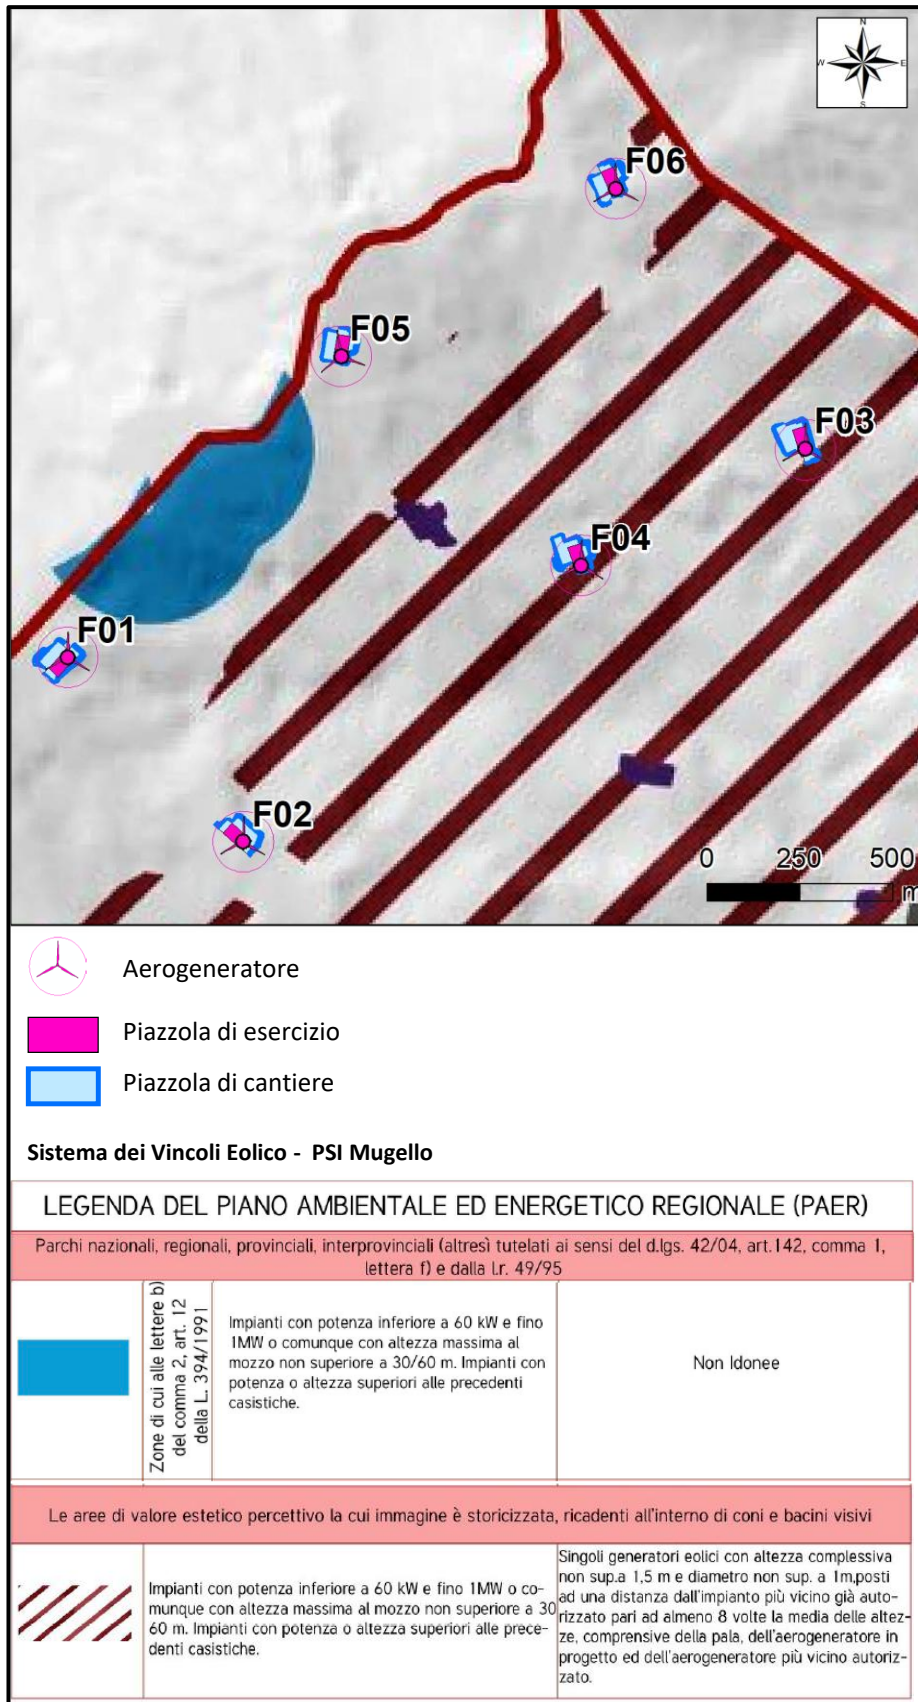 N
W
E
S
F06
F05
F03
F04
F01
F02
0 250 500
m
Aerogeneratore
Piazzola di esercizio
Piazzola di cantiere
Sistema dei Vincoli Eolico - PSI Mugello
LEGENDA DEL PIANO AMBIENTALE ED ENERGETICO REGIONALE (PAER)
Parchi nazionali, regionali, provinciali, interprovinciali (altresì tutelati ai sensi del d.lgs. 42/04, art.142, comma 1,
lettera f) e dalla l.r. 49/95
Zone di cui alle lettere b)
del comma 2, art. 12
della L. 394/1991
Impianti con potenza inferiore a 60 kW e fino
1MW o comunque con altezza massima al
mozzo non superiore a 30/60 m. Impianti con
potenza o altezza superiori alle precedenti
casistiche.
Non Idonee
Le aree di valore estetico percettivo la cui immagine è storicizzata, ricadenti all'interno di coni e bacini visivi
Impianti con potenza inferiore a 60 kW e fino 1MW o co-
munque con altezza massima al mozzo non superiore a 30
60 m. Impianti con potenza o altezza superiori alle prece-
denti casistiche.
Singoli generatori eolici con altezza complessiva
non sup.a 1,5 m e diametro non sup. a 1m,posti
ad una distanza dall'impianto più vicino già auto-
rizzato pari ad almeno 8 volte la media delle altez-
ze, comprensive della pala, dell'aerogeneratore in
progetto ed dell'aerogeneratore più vicino autoriz-
zato.